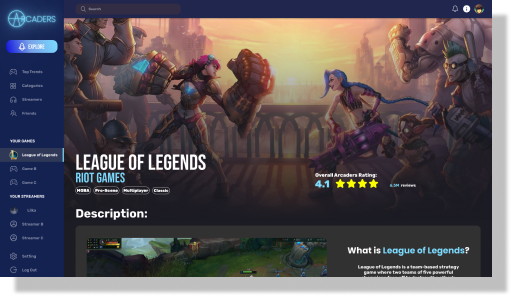 ARCADERS
Search
EXPLORE
Top Trends
Categories
Streamers
Friends
YOUR GAMES
League of Legends
Game B
Game C
YOUR STREAMERS
Streamer B
Streamer C
Setting
Log Out
LEAGUE OF LEGENDS
RIOT GAMES
MOBA Pro-Scene Multiplayer Classic
Overall Arcaders Rating:
4.1
reviews
Description:
What is League of Legends?
League of Legends is a team-based strategy
game where two teams of five powerful